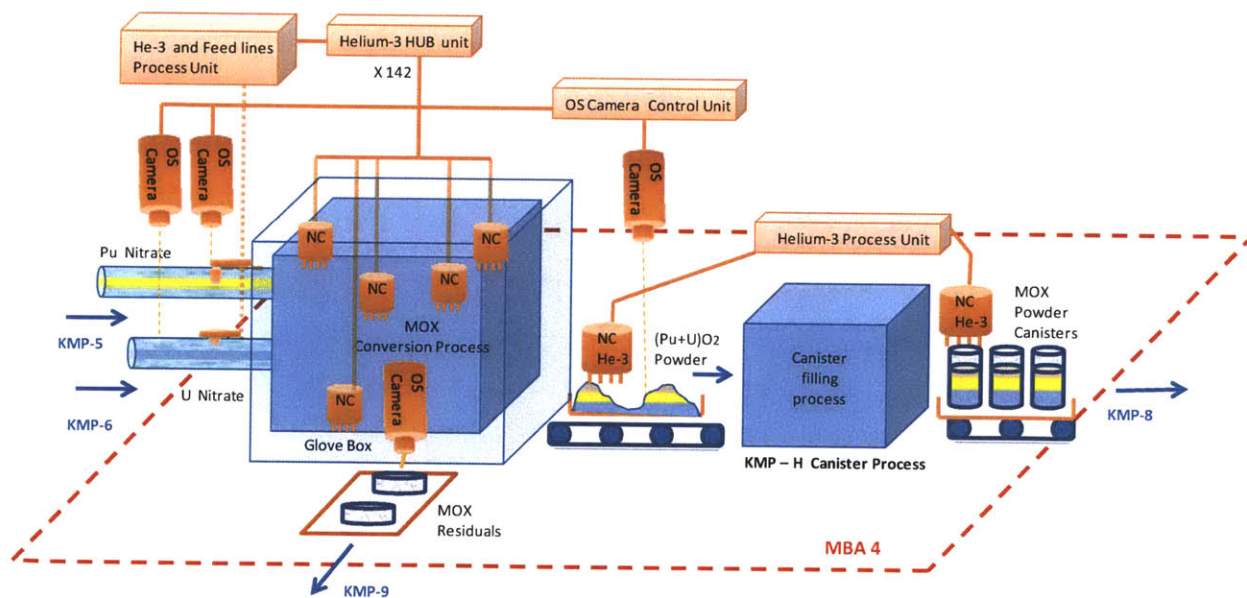 He-3 and Feed lines
Process Unit
Helium-3 HUB unit
X 142
OS Camera Control Unit
OS
Camera
OS
Camera
OS
Camera
Helium-3 Process Unit
NC
NC
NC
NC
NC
Pu Nitrate
KMP-5
U Nitrate
KMP-6
MOX
Conversion Process
OS
Camera
Glove Box
MOX
Residuals
KMP-9
NC
He-3
(Pu+U)O2
Powder
Canister
filling
process
KMP – H Canister Process
NC
He-3
MOX
Powder
Canisters
KMP-8
MBA 4